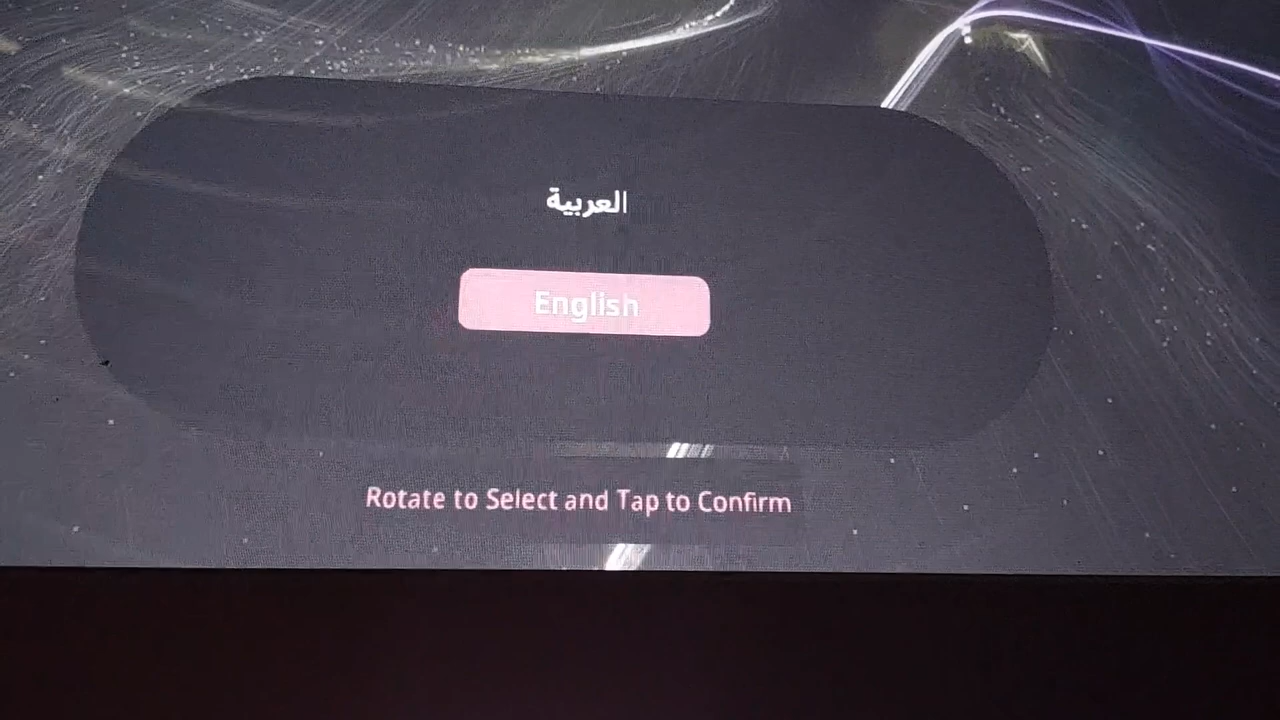 العربية
English
Rotate to Select and Tap to Confirm